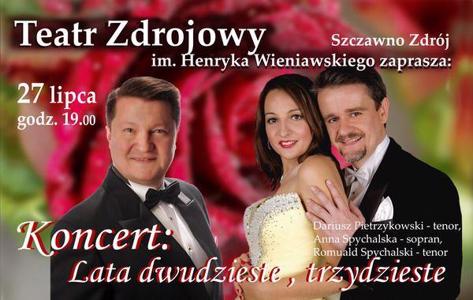 Teatr Zdrojowy
Szczawno Zdrój
im. Henryka Wieniawskiego zaprasza:
27 lipca
godz. 19.00
Koncert:
Lata dwudzieste , trzydzieste
Dariusz Pietrzykowski - tenor,
Anna Spychalska - sopran,
Romuald Spychalski - tenor